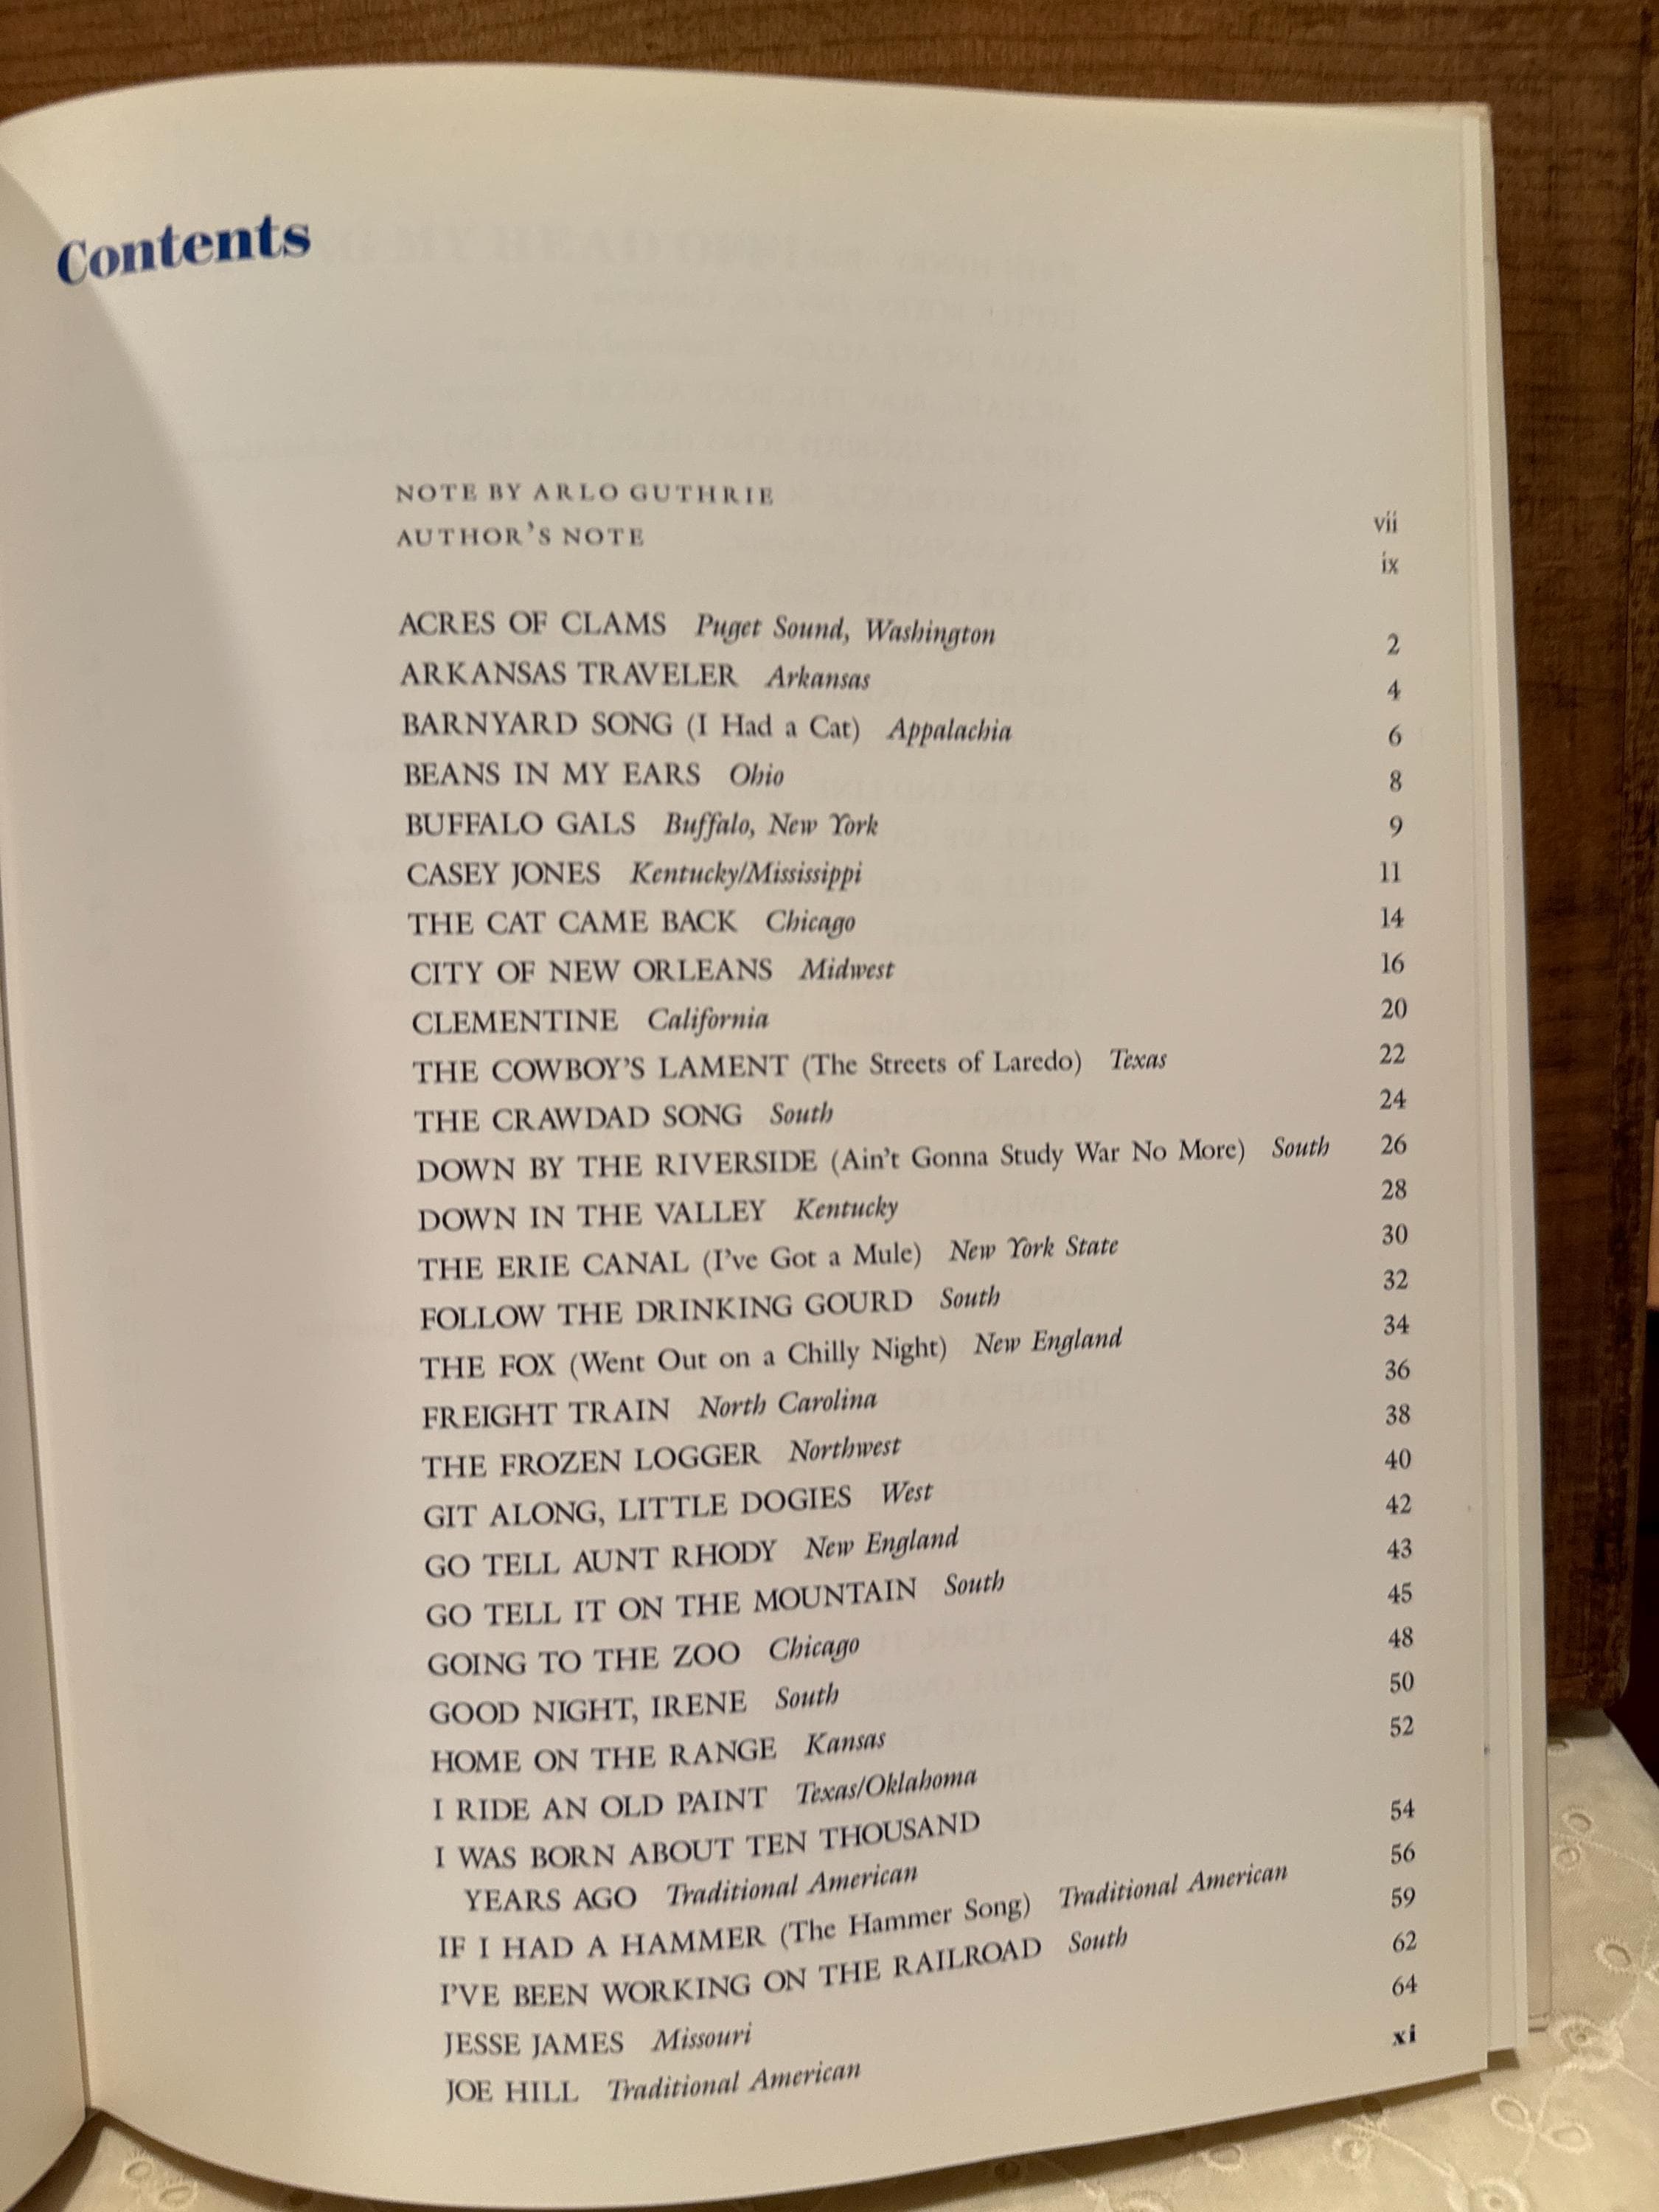 Contents
NOTE BY ARLO GUTHRIE vii
AUTHOR'S NOTE ix
ACRES OF CLAMS Puget Sound, Washington 2
ARKANSAS TRAVELER Arkansas 4
BARNYARD SONG (I Had a Cat) Appalachia 6
BEANS IN MY EARS Ohio 8
BUFFALO GALS Buffalo, New York 9
CASEY JONES Kentucky/Mississippi 11
THE CAT CAME BACK Chicago 14
CITY OF NEW ORLEANS Midwest 16
CLEMENTINE California 20
THE COWBOY'S LAMENT (The Streets of Laredo) Texas 22
THE CRAWDAD SONG South 24
DOWN BY THE RIVERSIDE (Ain't Gonna Study War No More) South 26
DOWN IN THE VALLEY Kentucky 28
THE ERIE CANAL (I've Got a Mule) New York State 30
FOLLOW THE DRINKING GOURD South 32
THE FOX (Went Out on a Chilly Night) New England 34
FREIGHT TRAIN North Carolina 36
THE FROZEN LOGGER Northwest 38
GIT ALONG, LITTLE DOGIES West 40
GO TELL AUNT RHODY New England 42
GO TELL IT ON THE MOUNTAIN South 43
GOING TO THE ZOO Chicago 45
GOOD NIGHT, IRENE South 48
HOME ON THE RANGE Kansas 50
I RIDE AN OLD PAINT Texas/Oklahoma 52
I WAS BORN ABOUT TEN THOUSAND
YEARS AGO Traditional American 54
IF I HAD A HAMMER (The Hammer Song) Traditional American 56
I'VE BEEN WORKING ON THE RAILROAD South 59
JESSE JAMES Missouri 62
JOE HILL Traditional American 64
xi